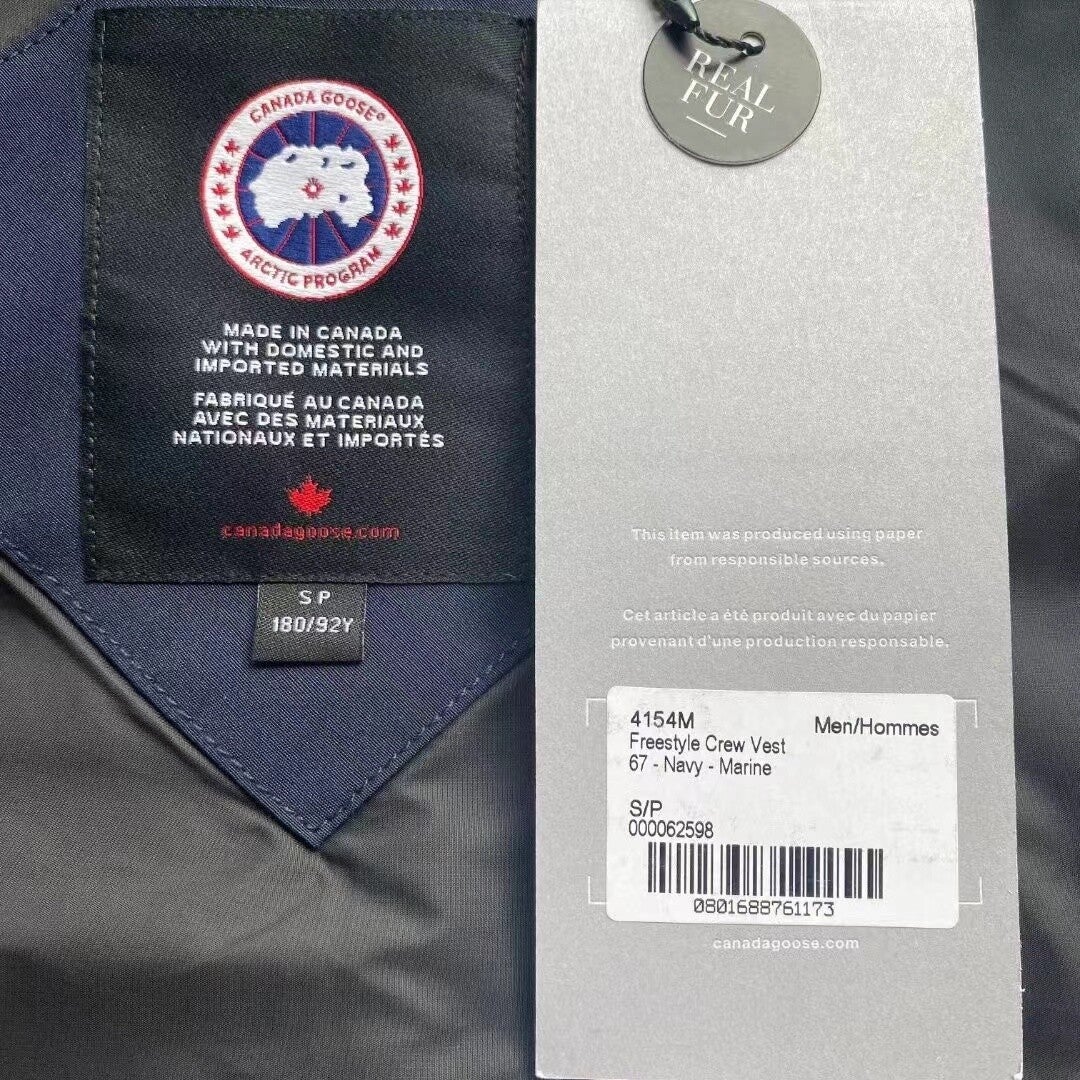 CANADA GOOSE®
ARCTIC PROGRAM
MADE IN CANADA
WITH DOMESTIC AND
IMPORTED MATERIALS
FABRIQUÉ AU CANADA
AVEC DES MATERIAUX
NATIONAUX ET IMPORTÉS
canadagoose.com
S P
180/92Y
REAL
FUR
This item was produced using paper
from responsible sources.
Cet article a été produit avec du papier
provenant d'une production responsable.
4154M
Men/Hommes
Freestyle Crew Vest
67 - Navy - Marine
S/P
000062598
0801688761173
canadagoose.com